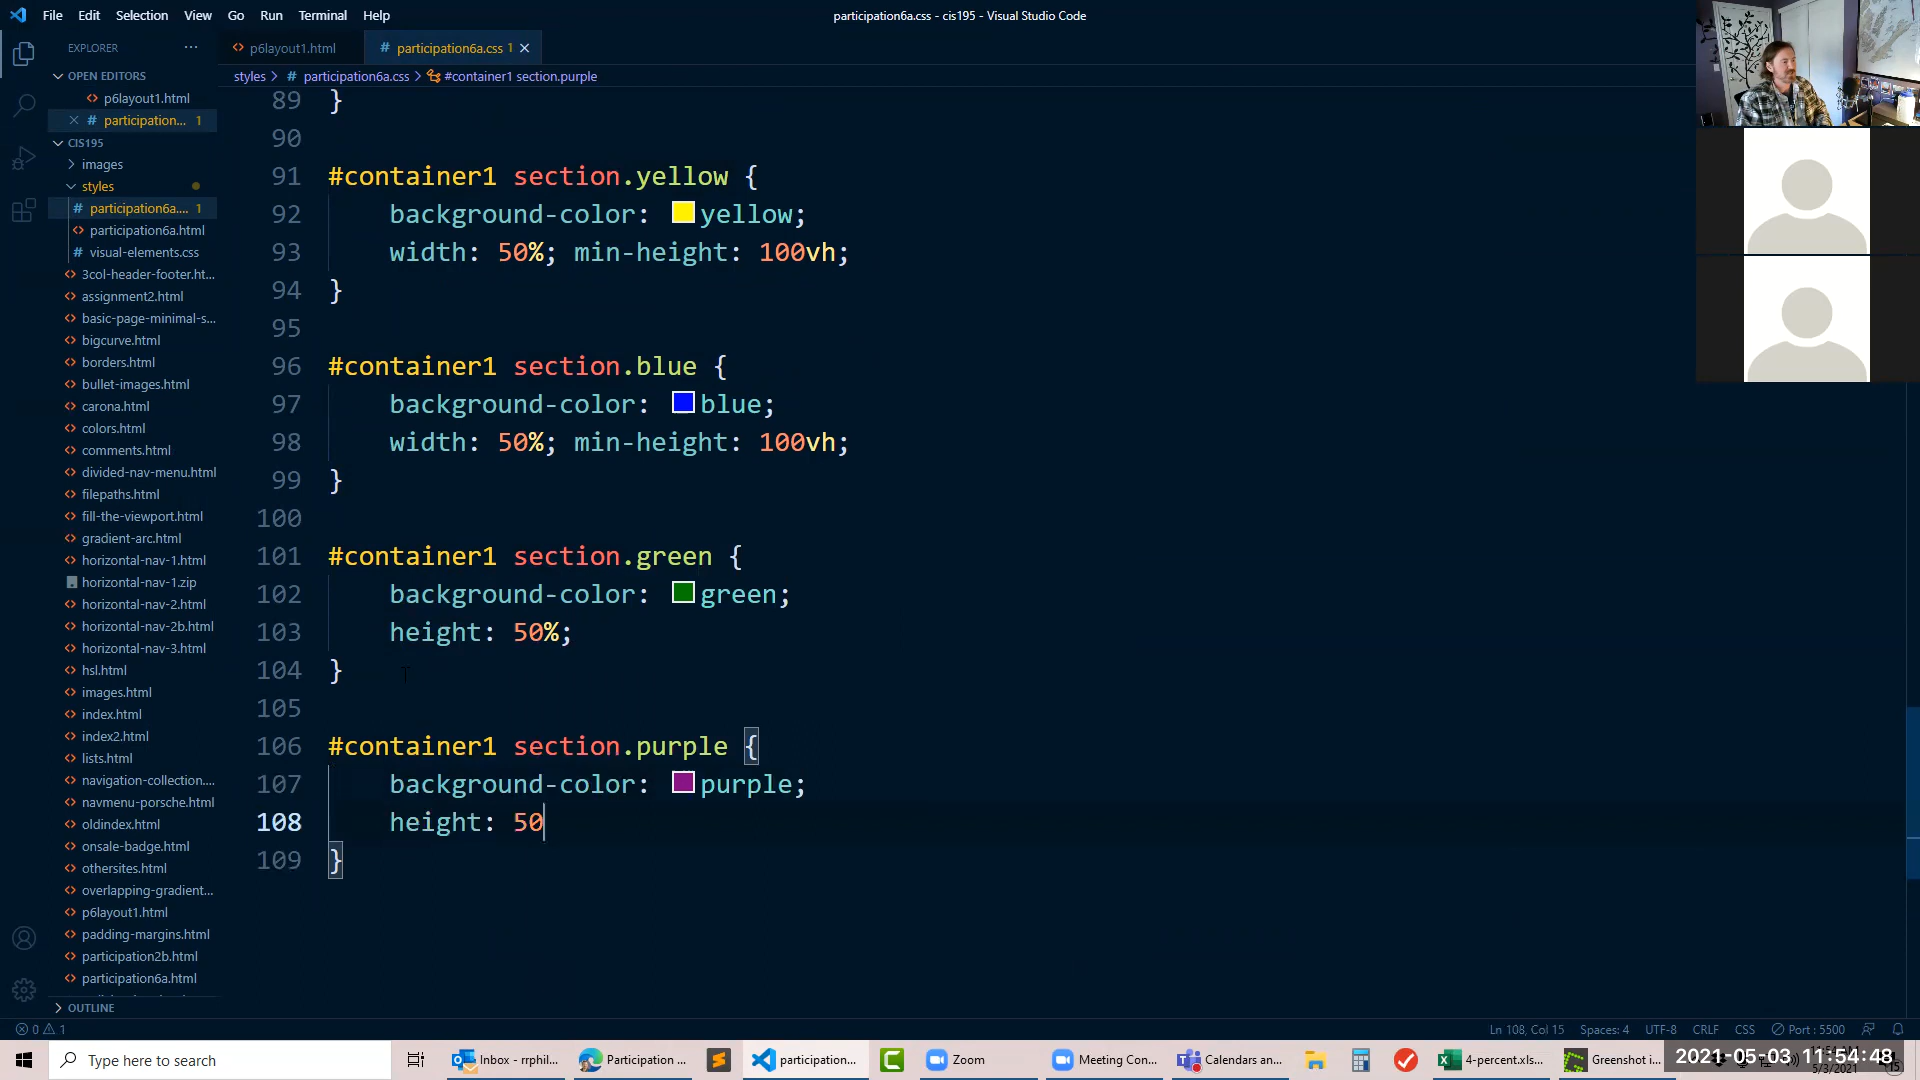 File Edit Selection View Go Run Terminal Help
participation6a.css - cis195 - Visual Studio Code
EXPLORER ···
p6layout1.html
# participation6a.css 1
OPEN EDITORS
styles > # participation6a.css > #container1 section.purple
p6layout1.html
# participation... 1
CIS195
images
styles
# participation6a.... 1
participation6a.html
# visual-elements.css
3col-header-footer.ht...
assignment2.html
basic-page-minimal-s...
bigcurve.html
borders.html
bullet-images.html
carona.html
colors.html
comments.html
divided-nav-menu.html
filepaths.html
fill-the-viewport.html
gradient-arc.html
horizontal-nav-1.html
horizontal-nav-1.zip
horizontal-nav-2.html
horizontal-nav-2b.html
horizontal-nav-3.html
hsl.html
images.html
index.html
index2.html
lists.html
navigation-collection....
navmenu-porsche.html
oldindex.html
onsale-badge.html
othersites.html
overlapping-gradient...
p6layout1.html
padding-margins.html
participation2b.html
participation6a.html
OUTLINE
89 }
90
91 #container1 section.yellow {
92 background-color: yellow;
93 width: 50%; min-height: 100vh;
94 }
95
96 #container1 section.blue {
97 background-color: blue;
98 width: 50%; min-height: 100vh;
99 }
100
101 #container1 section.green {
102 background-color: green;
103 height: 50%;
104 }
105
106 #container1 section.purple {
107 background-color: purple;
108 height: 50
109 }
0 1
Ln 108, Col 15 Spaces: 4 UTF-8 CRLF CSS Port : 5500
Type here to search
Inbox - rrphil...
Participation ...
participation...
Zoom
Meeting Con...
Calendars an...
4-percent.xls...
Greenshot i...
2021-05-03 11:54:48
5/3/2021